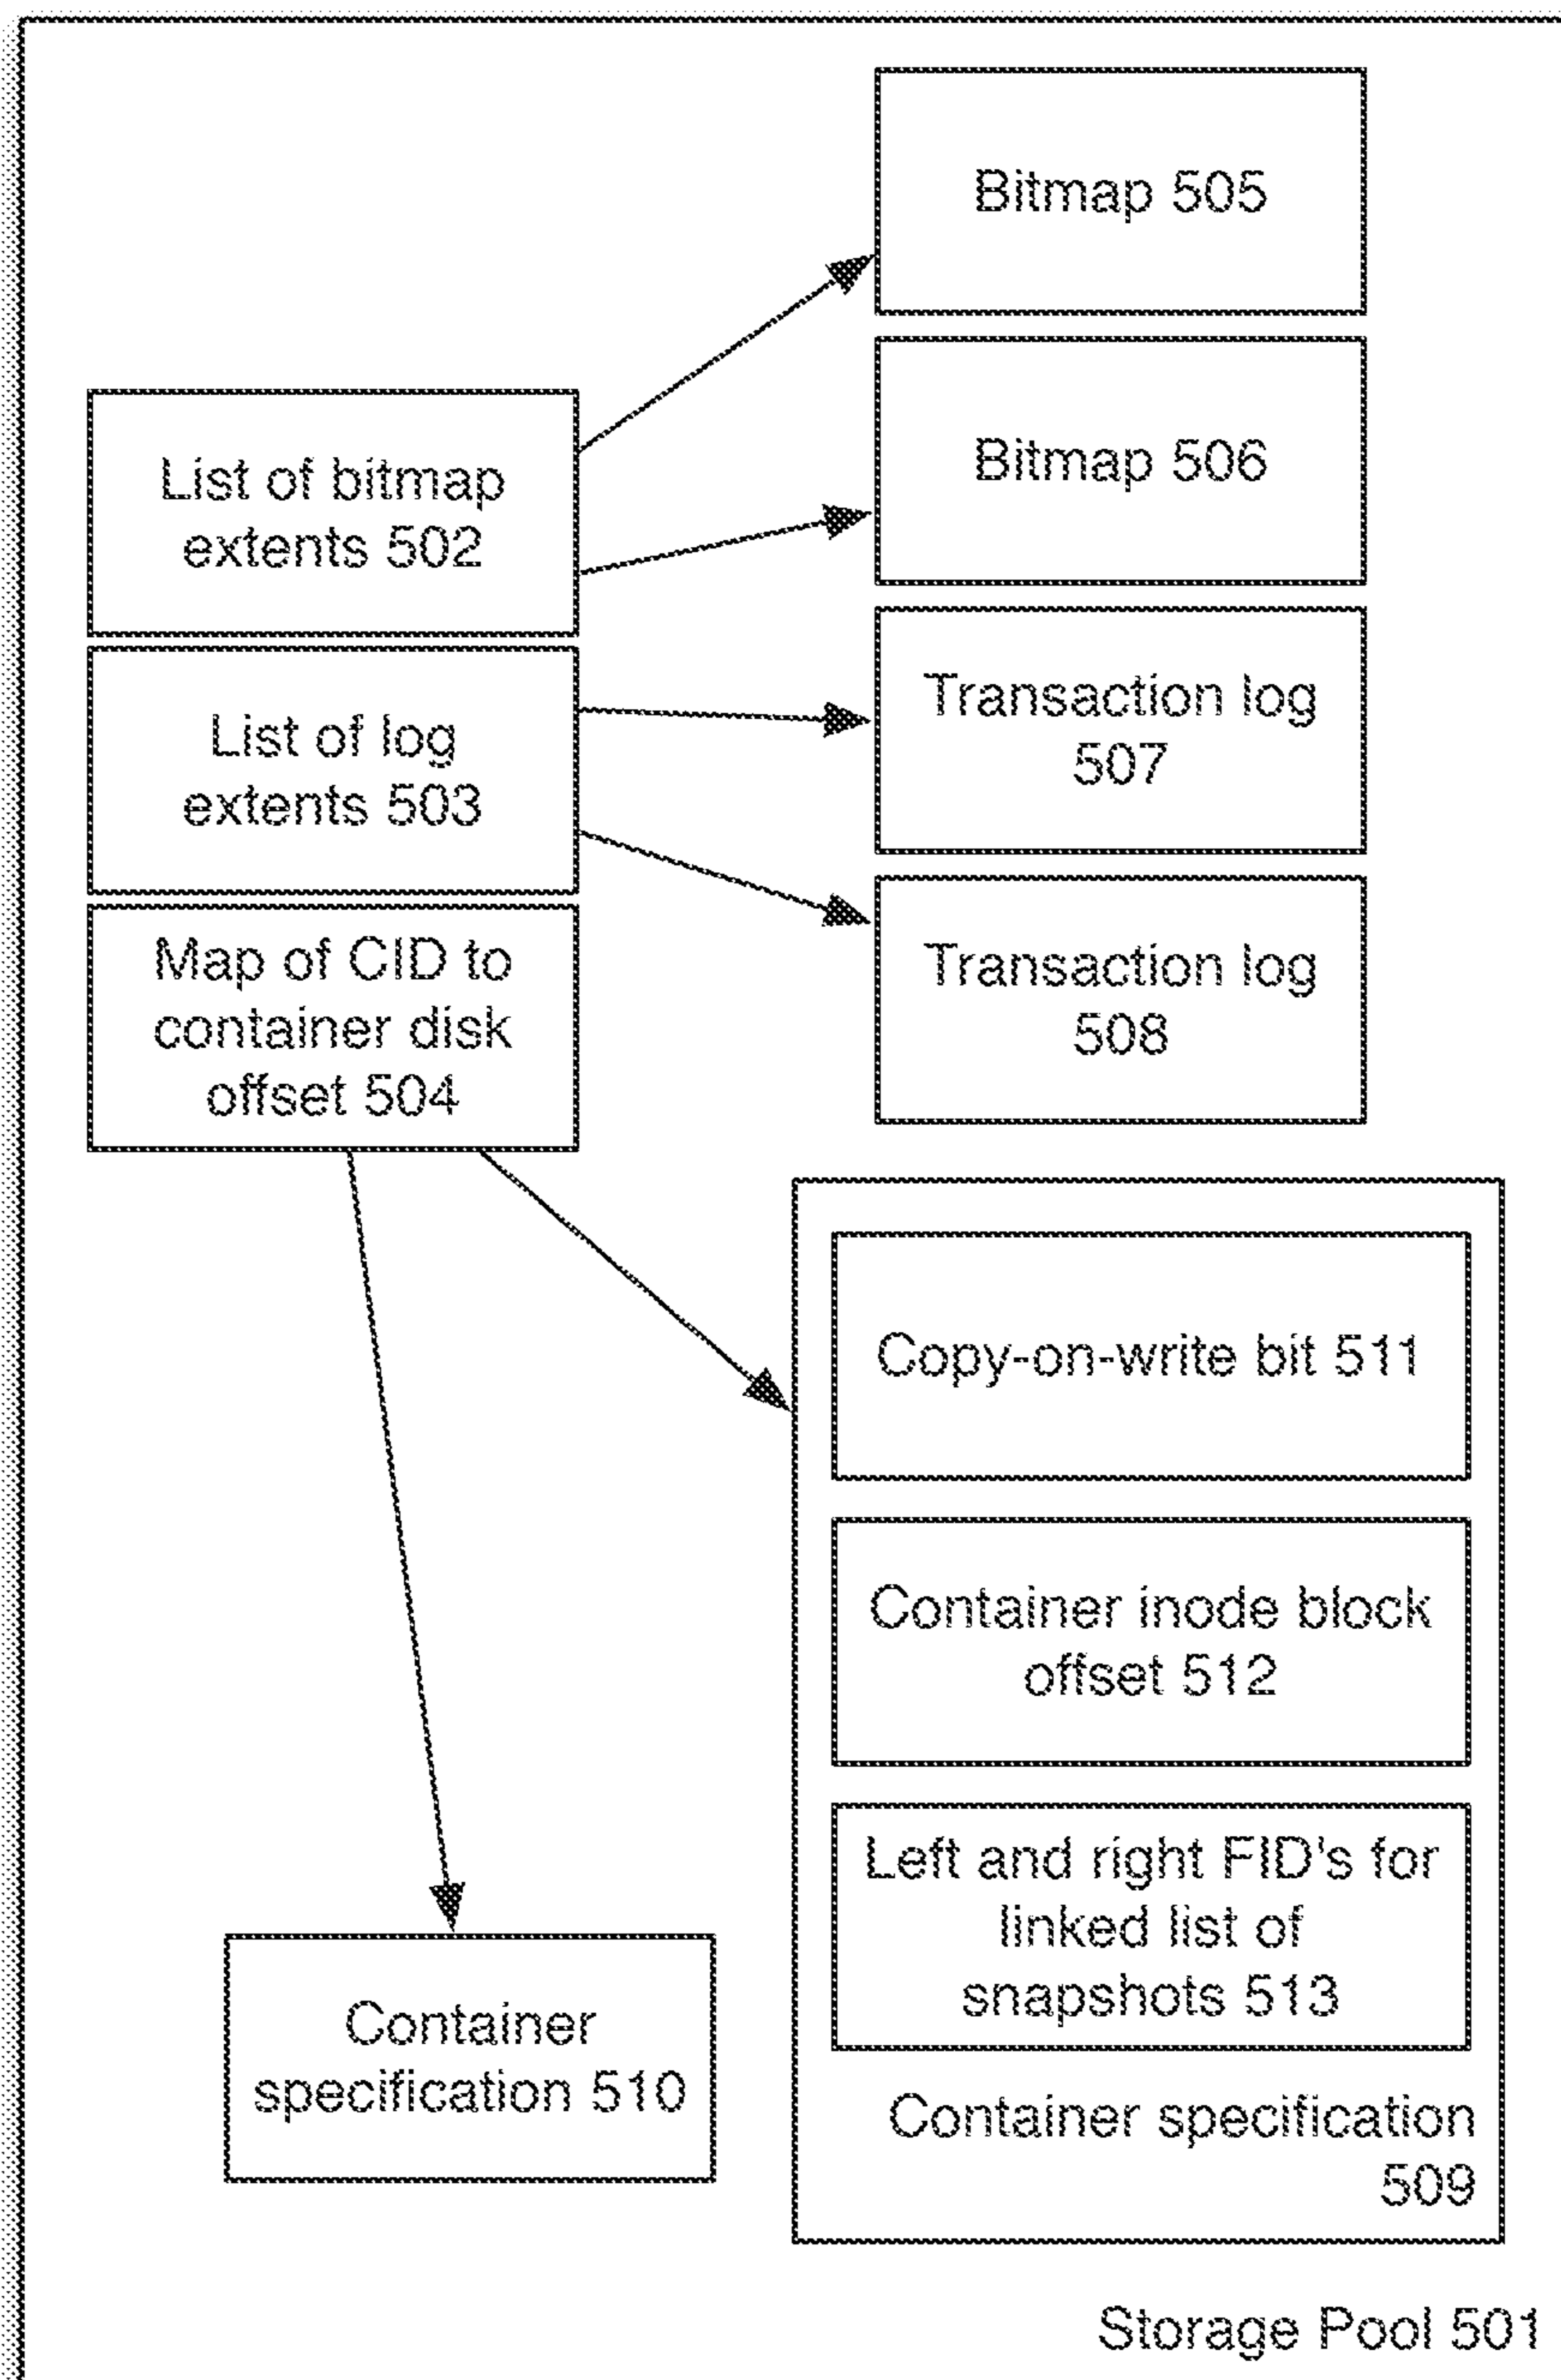 Bitmap 505
Bitmap 506
List of bitmap
extents 502
Transaction log
507
List of log
extents 503
Transaction log
508
Map of CID to
container disk
offset 504
Copy-on-write bit 511
Container inode block
offset 512
Left and right FID's for
linked list of
snapshots 513
Container
specification 510
Container specification
509
Storage Pool 501